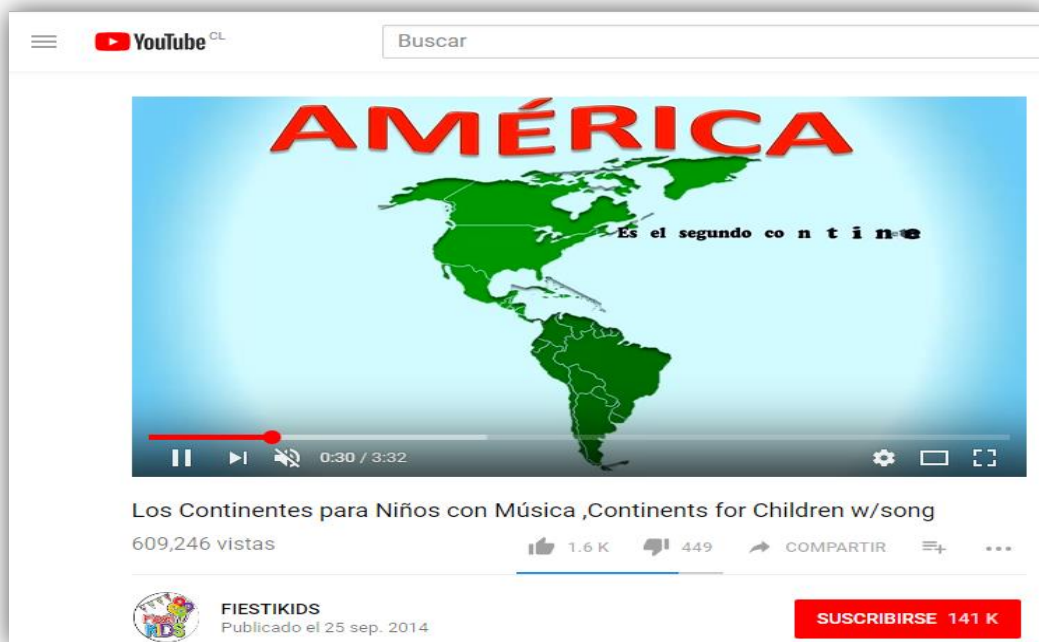 YouTube CL
Buscar
AMÉRICA
Es el segundo contine
0:30 / 3:32
Los Continentes para Niños con Música ,Continents for Children w/song
609,246 vistas
1.6 K 449 COMPARTIR
FIESTIKIDS
Publicado el 25 sep. 2014
SUSCRIBIRSE 141 K